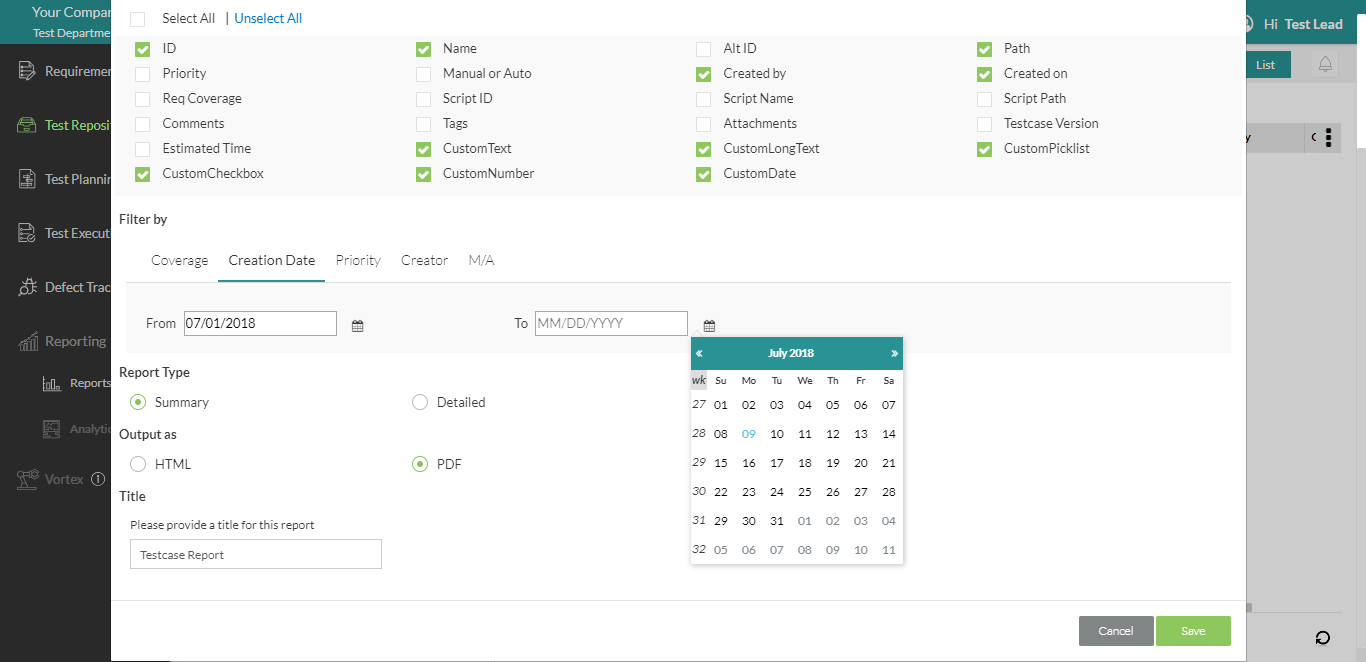 Your Compan
Test Departme
Requiremen
Test Reposi
Test Plannin
Test Executi
Defect Trac
Reporting
Reports
Analytic
Vortex
Select All | Unselect All
ID Name Alt ID Path
Priority Manual or Auto Created by Created on
Req Coverage Script ID Script Name Script Path
Comments Tags Attachments Testcase Version
Estimated Time CustomText CustomLongText CustomPicklist
CustomCheckbox CustomNumber CustomDate
Filter by
Coverage Creation Date Priority Creator M/A
From 07/01/2018 To MM/DD/YYYY
« July 2018 »
wk Su Mo Tu We Th Fr Sa
27 01 02 03 04 05 06 07
28 08 09 10 11 12 13 14
29 15 16 17 18 19 20 21
30 22 23 24 25 26 27 28
31 29 30 31 01 02 03 04
32 05 06 07 08 09 10 11
Report Type
Summary Detailed
Output as
HTML PDF
Title
Please provide a title for this report
Testcase Report
Cancel Save
Hi Test Lead
List